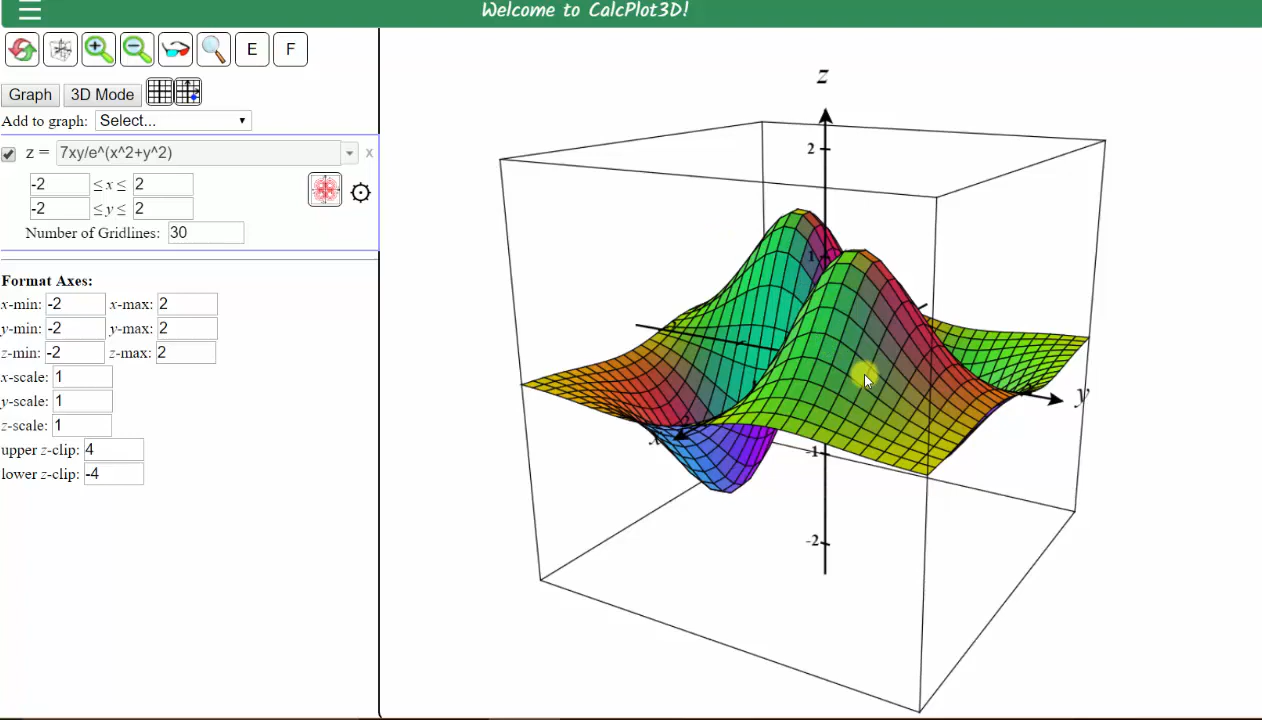 Welcome to CalcPlot3D!
E F
Graph 3D Mode
Add to graph: Select...
z = 7xy/e^(x^2+y^2) x
-2 ≤ x ≤ 2
-2 ≤ y ≤ 2
Number of Gridlines: 30
Format Axes:
x-min: -2 x-max: 2
y-min: -2 y-max: 2
z-min: -2 z-max: 2
x-scale: 1
y-scale: 1
z-scale: 1
upper z-clip: 4
lower z-clip: -4
z
2
1
y
x
-1
-2